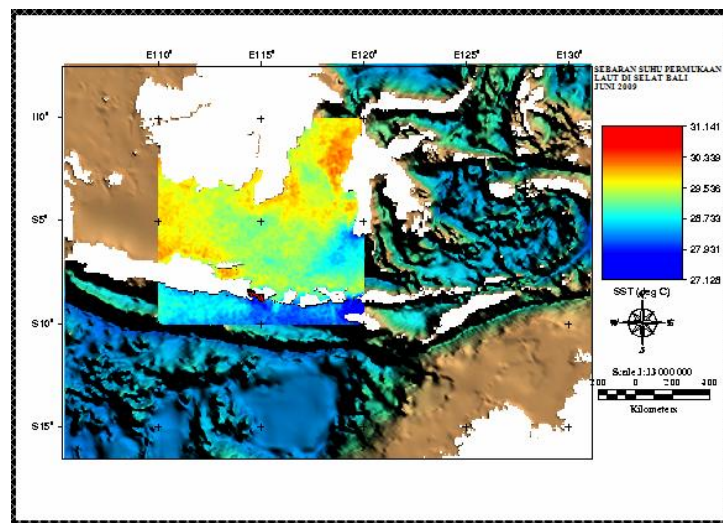 E110° E115° E120° E125° E130°
SEBARAN SUHU PERMUKAAN
LAUT DI SELAT BALI
JUNI 2009
II0°
S5°
S10°
S15°
31.141
30.339
29.536
28.733
27.931
27.128
SST (deg C)
N
W E
S
Scale 1:13 000 000
200 0 200 400
Kilometers